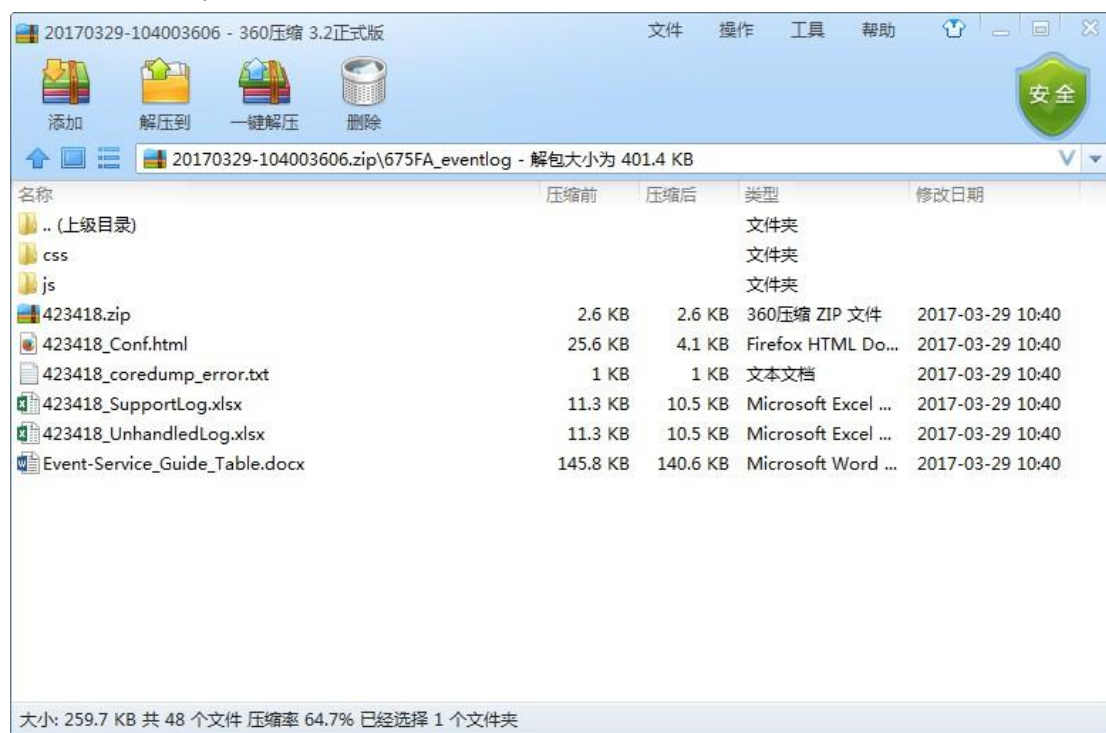 20170329-104003606 - 360压缩 3.2正式版 文件 操作 工具 帮助
添加 解压到 一键解压 删除 安全
20170329-104003606.zip\675FA_eventlog - 解包大小为 401.4 KB
名称 压缩前 压缩后 类型 修改日期
.. (上级目录) 文件夹
css 文件夹
js 文件夹
423418.zip 2.6 KB 2.6 KB 360压缩 ZIP 文件 2017-03-29 10:40
423418_Conf.html 25.6 KB 4.1 KB Firefox HTML Do... 2017-03-29 10:40
423418_coredump_error.txt 1 KB 1 KB 文本文档 2017-03-29 10:40
423418_SupportLog.xlsx 11.3 KB 10.5 KB Microsoft Excel ... 2017-03-29 10:40
423418_UnhandledLog.xlsx 11.3 KB 10.5 KB Microsoft Excel ... 2017-03-29 10:40
Event-Service_Guide_Table.docx 145.8 KB 140.6 KB Microsoft Word ... 2017-03-29 10:40
大小: 259.7 KB 共 48 个文件 压缩率 64.7% 已经选择 1 个文件夹